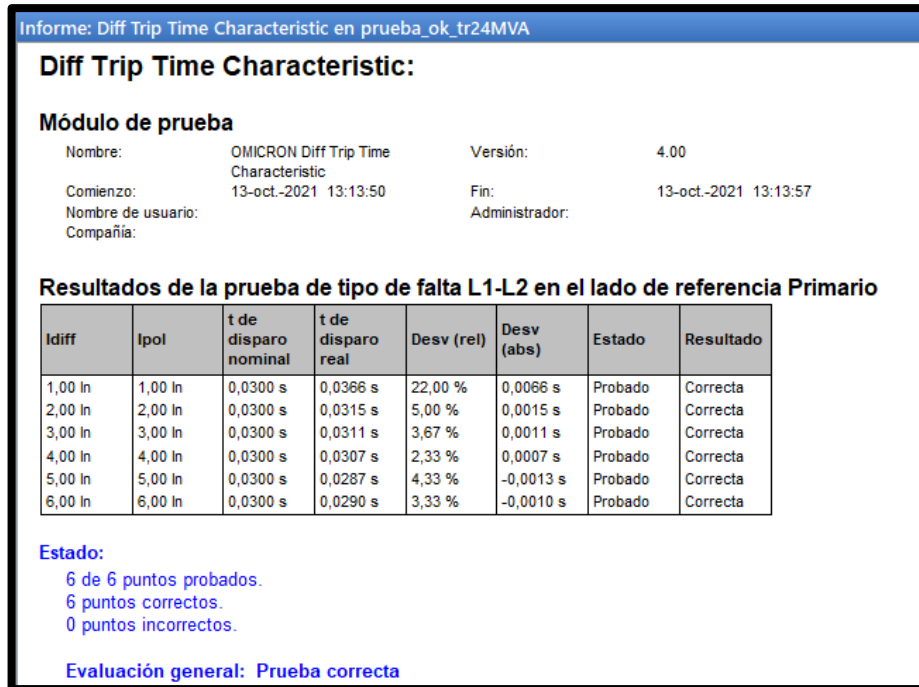 Informe: Diff Trip Time Characteristic en prueba_ok_tr24MVA
Diff Trip Time Characteristic:
Módulo de prueba
Nombre: OMICRON Diff Trip Time Versión: 4.00
Characteristic
Comienzo: 13-oct.-2021 13:13:50 Fin: 13-oct.-2021 13:13:57
Nombre de usuario: Administrador:
Compañía:
Resultados de la prueba de tipo de falta L1-L2 en el lado de referencia Primario
Idiff Ipol t de disparo nominal t de disparo real Desv (rel) Desv (abs) Estado Resultado
1,00 In 1,00 In 0,0300 s 0,0366 s 22,00 % 0,0066 s Probado Correcta
2,00 In 2,00 In 0,0300 s 0,0315 s 5,00 % 0,0015 s Probado Correcta
3,00 In 3,00 In 0,0300 s 0,0311 s 3,67 % 0,0011 s Probado Correcta
4,00 In 4,00 In 0,0300 s 0,0307 s 2,33 % 0,0007 s Probado Correcta
5,00 In 5,00 In 0,0300 s 0,0287 s 4,33 % -0,0013 s Probado Correcta
6,00 In 6,00 In 0,0300 s 0,0290 s 3,33 % -0,0010 s Probado Correcta
Estado:
6 de 6 puntos probados.
6 puntos correctos.
0 puntos incorrectos.
Evaluación general: Prueba correcta